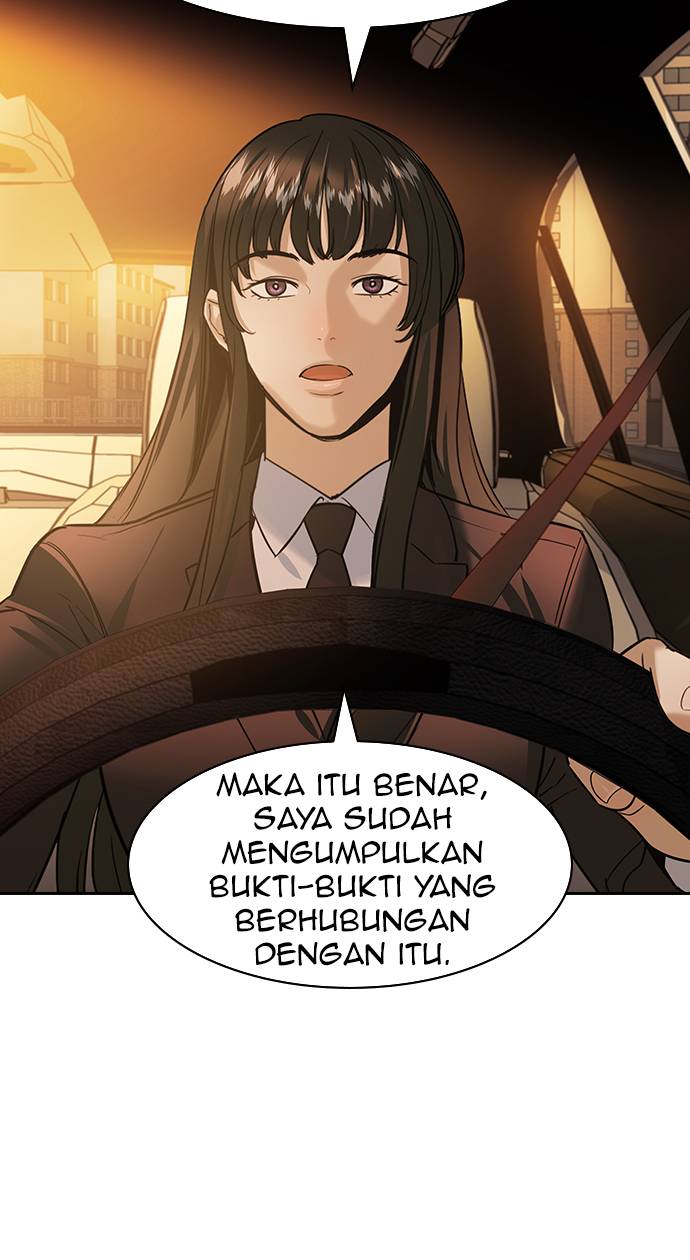 MAKA ITU BENAR,
SAYA SUDAH
MENGUMPULKAN
BUKTI-BUKTI YANG
BERHUBUNGAN
DENGAN ITU.